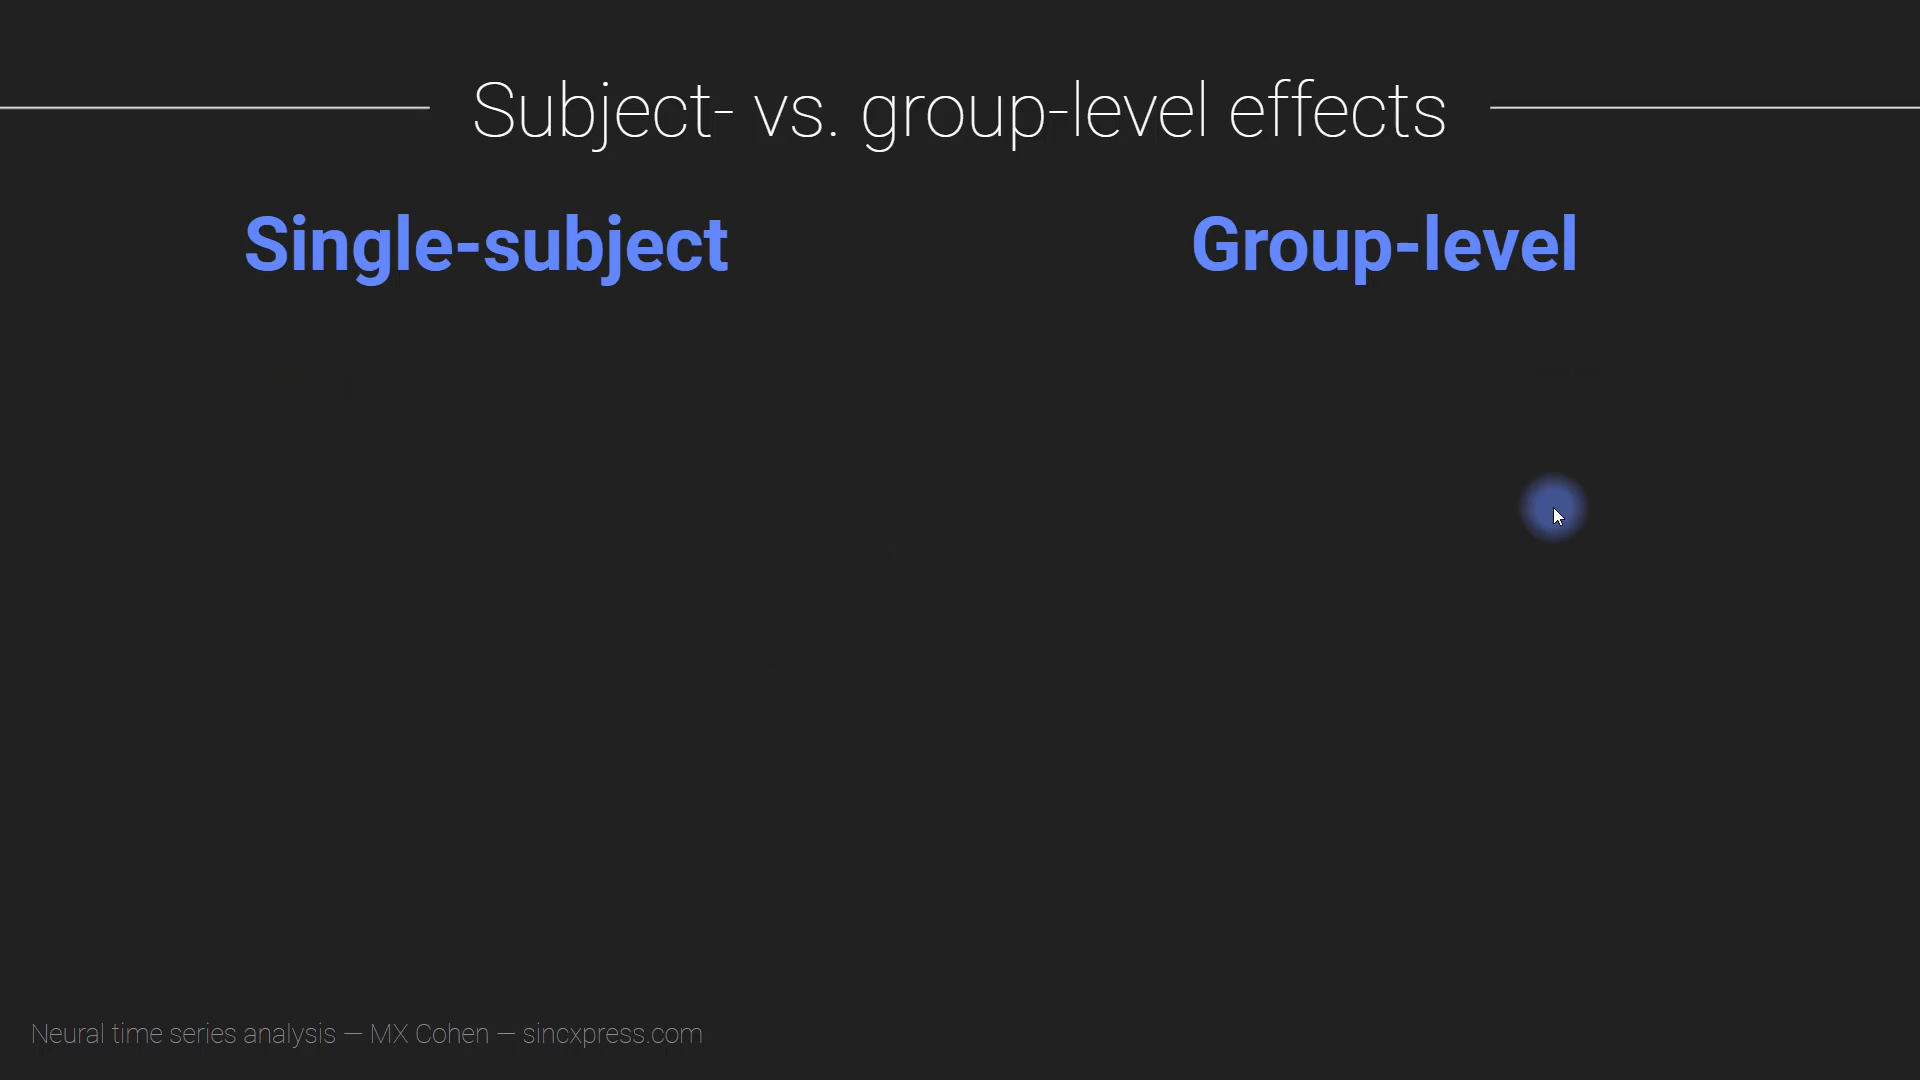 Subject- vs. group-level effects
Single-subject
Group-level
Neural time series analysis — MX Cohen — sincxpress.com